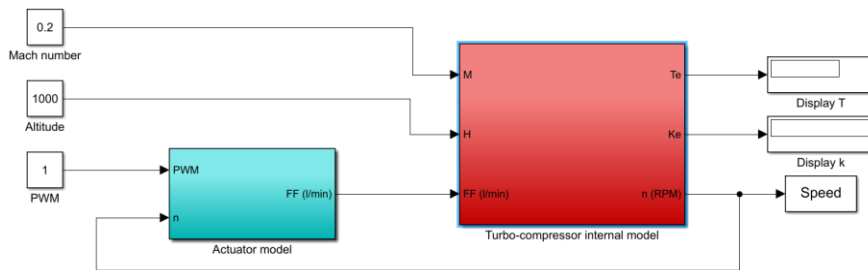 0.2
Mach number
1000
Altitude
1
PWM
PWM
n
FF (l/min)
Actuator model
M
H
FF (l/min)
Te
Ke
n (RPM)
Turbo-compressor internal model
Display T
Display k
Speed